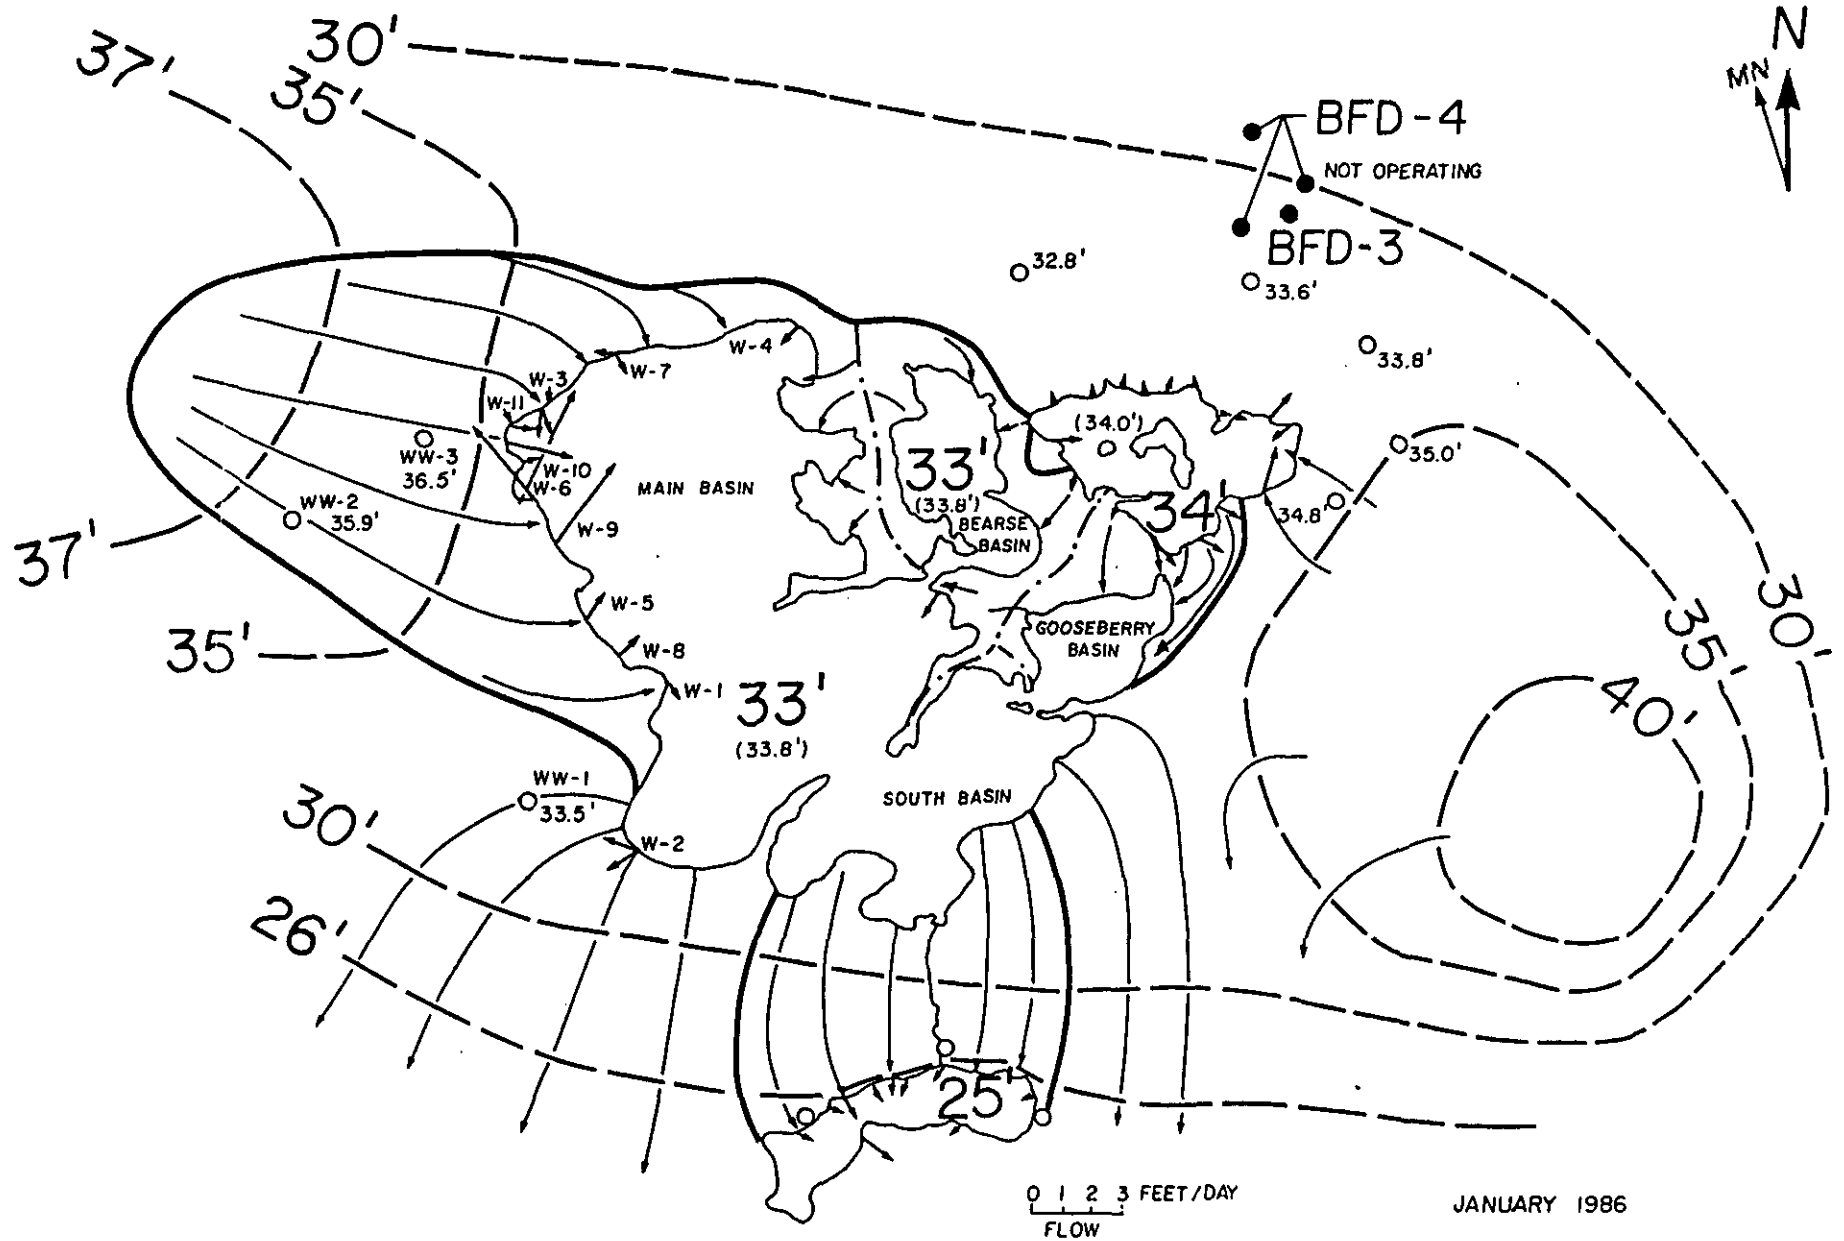 37'
30'
35'
N
MN
BFD-4
NOT OPERATING
BFD-3
32.8'
33.6'
33.8'
W-4
W-7
W-3
W-11
(34.0')
35.0'
WW-3
36.5'
W-10
W-6
MAIN BASIN
33'
(33.8')
BEARSE
BASIN
34'
34.8'
WW-2
35.9'
W-9
37'
W-5
W-8
GOOSEBERRY
BASIN
35'
W-1
33'
(33.8')
30'
35'
40'
WW-1
33.5'
SOUTH BASIN
30'
W-2
26'
25'
0 1 2 3 FEET/DAY
FLOW
JANUARY 1986